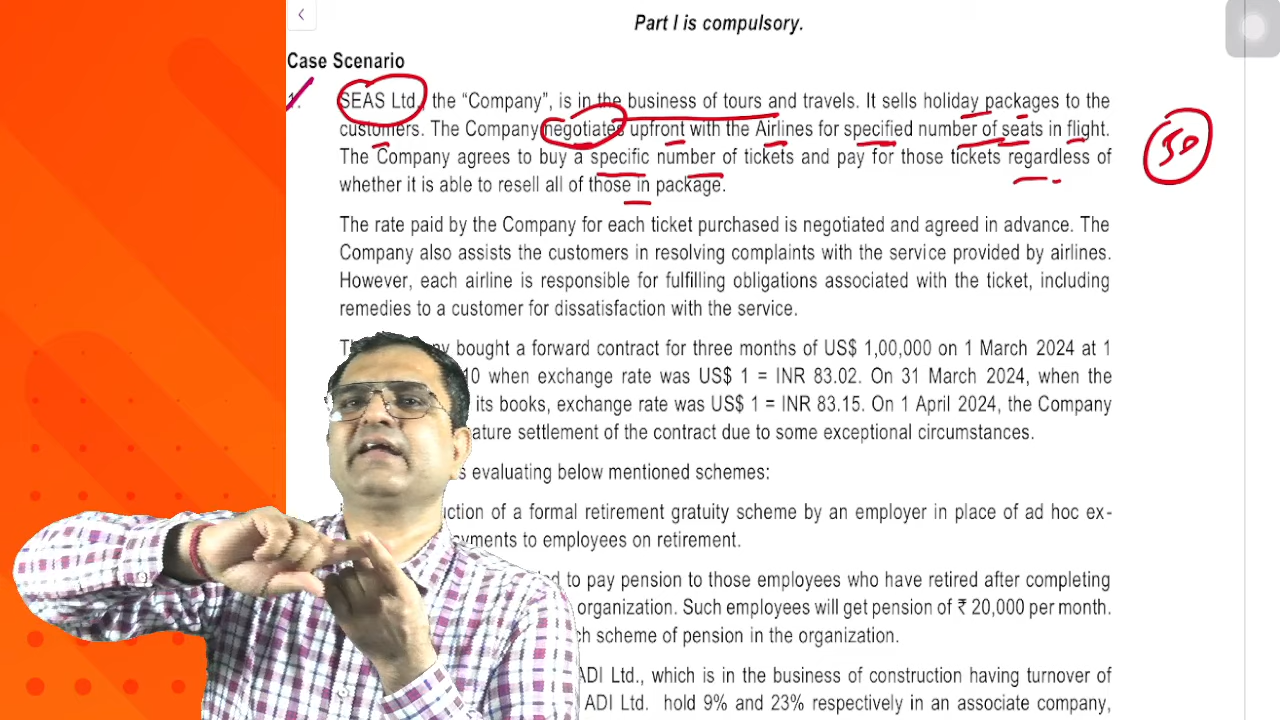 Part I is compulsory.
Case Scenario
1. SEAS Ltd., the “Company”, is in the business of tours and travels. It sells holiday packages to the
customers. The Company negotiates upfront with the Airlines for specified number of seats in flight.
The Company agrees to buy a specific number of tickets and pay for those tickets regardless of
whether it is able to resell all of those in package.
50
The rate paid by the Company for each ticket purchased is negotiated and agreed in advance. The
Company also assists the customers in resolving complaints with the service provided by airlines.
However, each airline is responsible for fulfilling obligations associated with the ticket, including
remedies to a customer for dissatisfaction with the service.
bought a forward contract for three months of US$ 1,00,000 on 1 March 2024 at 1
10 when exchange rate was US$ 1 = INR 83.02. On 31 March 2024, when the
its books, exchange rate was US$ 1 = INR 83.15. On 1 April 2024, the Company
settlement of the contract due to some exceptional circumstances.
evaluating below mentioned schemes:
of a formal retirement gratuity scheme by an employer in place of ad hoc ex-
to employees on retirement.
to pay pension to those employees who have retired after completing
organization. Such employees will get pension of ₹ 20,000 per month.
scheme of pension in the organization.
ADI Ltd., which is in the business of construction having turnover of
ADI Ltd. hold 9% and 23% respectively in an associate company,